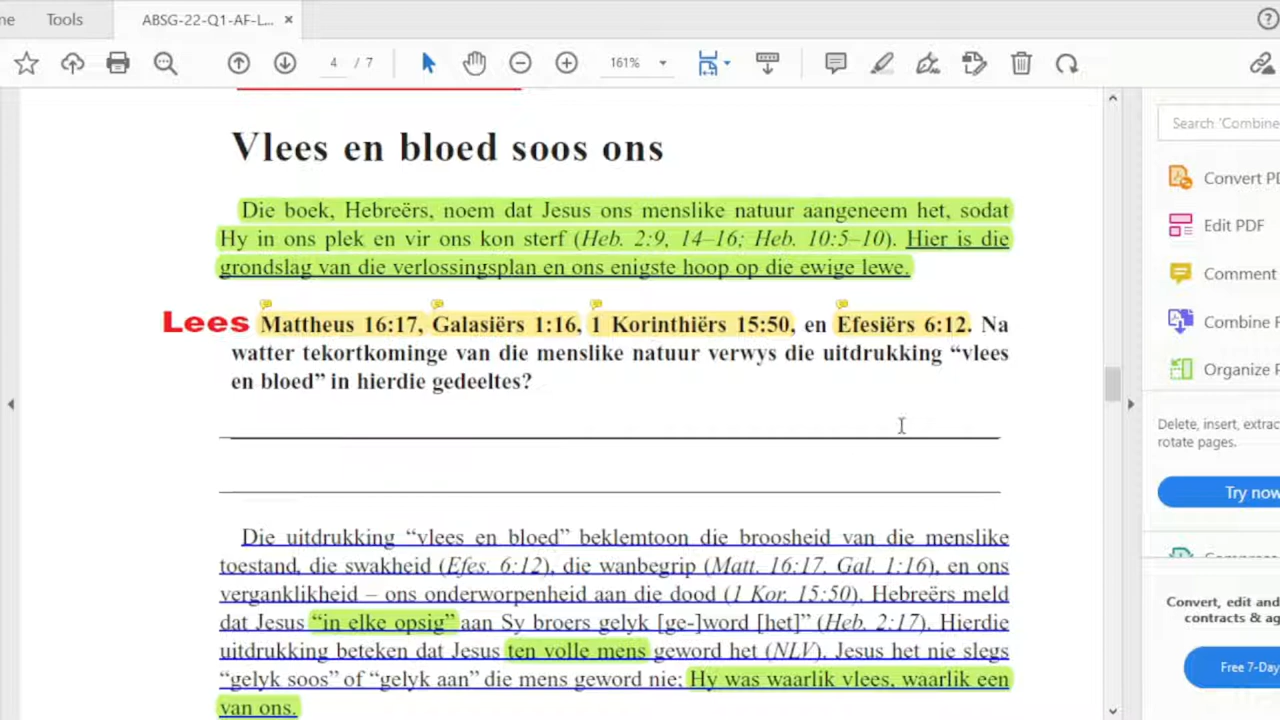 Tools
ABSG-22-Q1-AF-L... ×
4 / 7
161%
Vlees en bloed soos ons
Die boek, Hebreërs, noem dat Jesus ons menslike natuur aangeneem het, sodat
Hy in ons plek en vir ons kon sterf (Heb. 2:9, 14–16; Heb. 10:5–10). Hier is die
grondslag van die verlossingsplan en ons enigste hoop op die ewige lewe.
Lees Mattheus 16:17, Galasiërs 1:16, 1 Korinthiërs 15:50, en Efesiërs 6:12. Na
watter tekortkominge van die menslike natuur verwys die uitdrukking “vlees
en bloed” in hierdie gedeeltes?
Die uitdrukking “vlees en bloed” beklemtoon die broosheid van die menslike
toestand, die swakheid (Efes. 6:12), die wanbegrip (Matt. 16:17, Gal. 1:16), en ons
verganklikheid – ons onderworpenheid aan die dood (1 Kor. 15:50). Hebreërs meld
dat Jesus “in elke opsig” aan Sy broers gelyk [ge-]word [het]” (Heb. 2:17). Hierdie
uitdrukking beteken dat Jesus ten volle mens geword het (NLV). Jesus het nie slegs
“gelyk soos” of “gelyk aan” die mens geword nie; Hy was waarlik vlees, waarlik een
van ons.
Search 'Combine
Convert PD
Edit PDF
Comment
Combine F
Organize P
Delete, insert, extrac
rotate pages.
Try now
Convert, edit and
contracts & ag
Free 7-Day